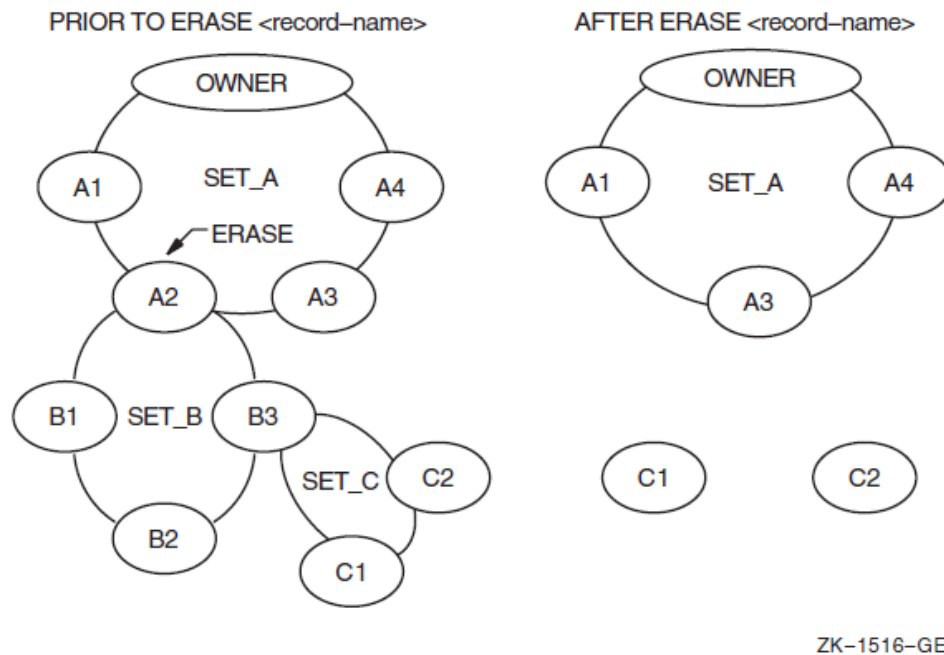 PRIOR TO ERASE <record–name>
AFTER ERASE <record–name>
OWNER
OWNER
A1
SET_A
A4
A1
SET_A
A4
ERASE
A2
A3
A3
B1
SET_B
B3
SET_C
C2
C1
C2
B2
C1
ZK–1516–GE